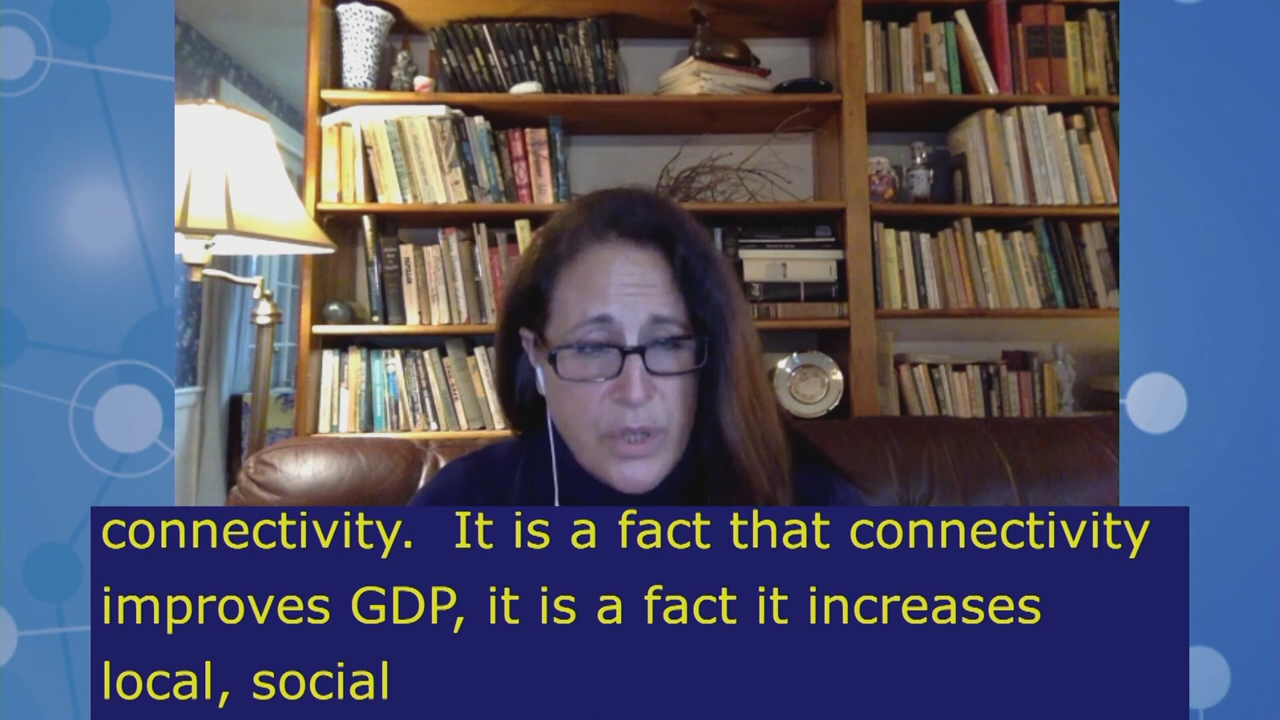 connectivity.  It is a fact that connectivity
improves GDP, it is a fact it increases
local, social